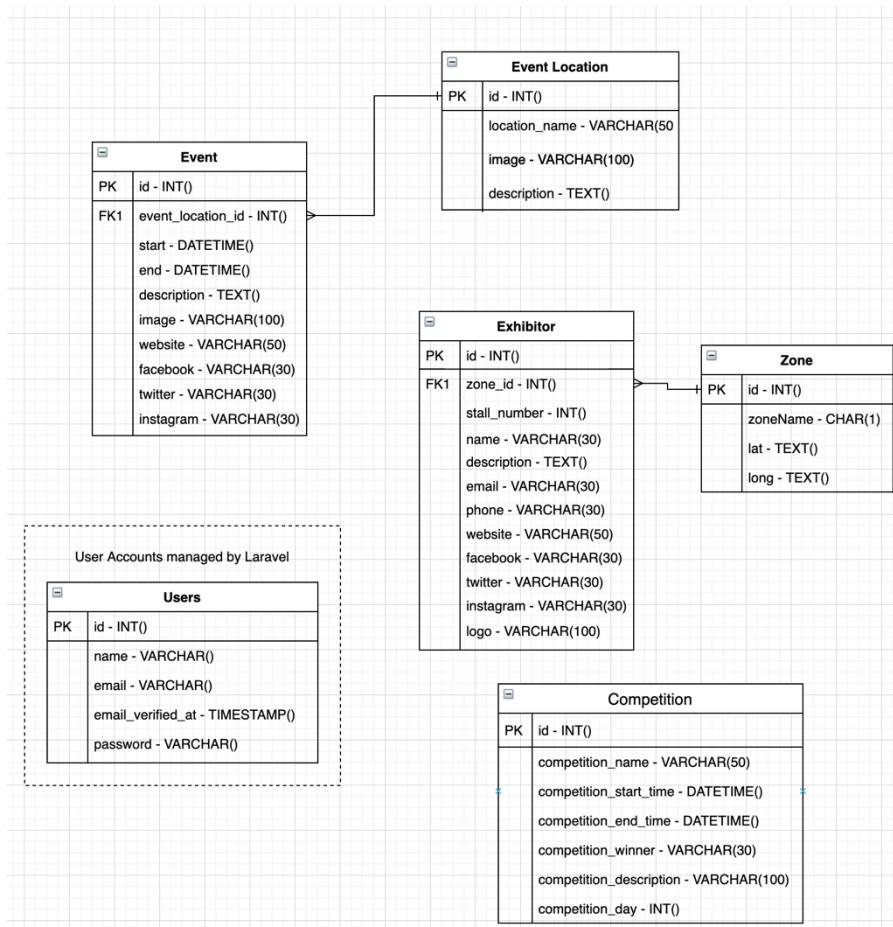 Event Location
PK id - INT()
location_name - VARCHAR(50
image - VARCHAR(100)
description - TEXT()
Event
PK id - INT()
FK1 event_location_id - INT()
start - DATETIME()
end - DATETIME()
description - TEXT()
image - VARCHAR(100)
website - VARCHAR(50)
facebook - VARCHAR(30)
twitter - VARCHAR(30)
instagram - VARCHAR(30)
Exhibitor
PK id - INT()
FK1 zone_id - INT()
stall_number - INT()
name - VARCHAR(30)
description - TEXT()
email - VARCHAR(30)
phone - VARCHAR(30)
website - VARCHAR(50)
facebook - VARCHAR(30)
twitter - VARCHAR(30)
instagram - VARCHAR(30)
logo - VARCHAR(100)
Zone
PK id - INT()
zoneName - CHAR(1)
lat - TEXT()
long - TEXT()
User Accounts managed by Laravel
Users
PK id - INT()
name - VARCHAR()
email - VARCHAR()
email_verified_at - TIMESTAMP()
password - VARCHAR()
Competition
PK id - INT()
competition_name - VARCHAR(50)
competition_start_time - DATETIME()
competition_end_time - DATETIME()
competition_winner - VARCHAR(30)
competition_description - VARCHAR(100)
competition_day - INT()